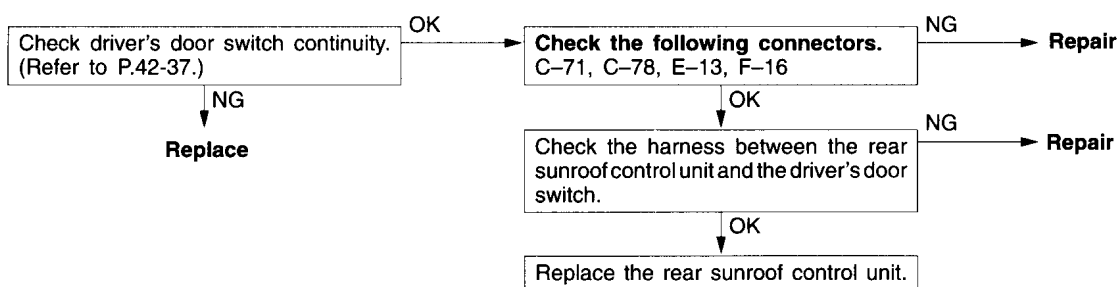 Check driver's door switch continuity.
(Refer to P.42-37.)
OK
NG
Replace
Check the following connectors.
C–71, C–78, E–13, F–16
NG
Repair
OK
Check the harness between the rear
sunroof control unit and the driver's door
switch.
NG
Repair
OK
Replace the rear sunroof control unit.